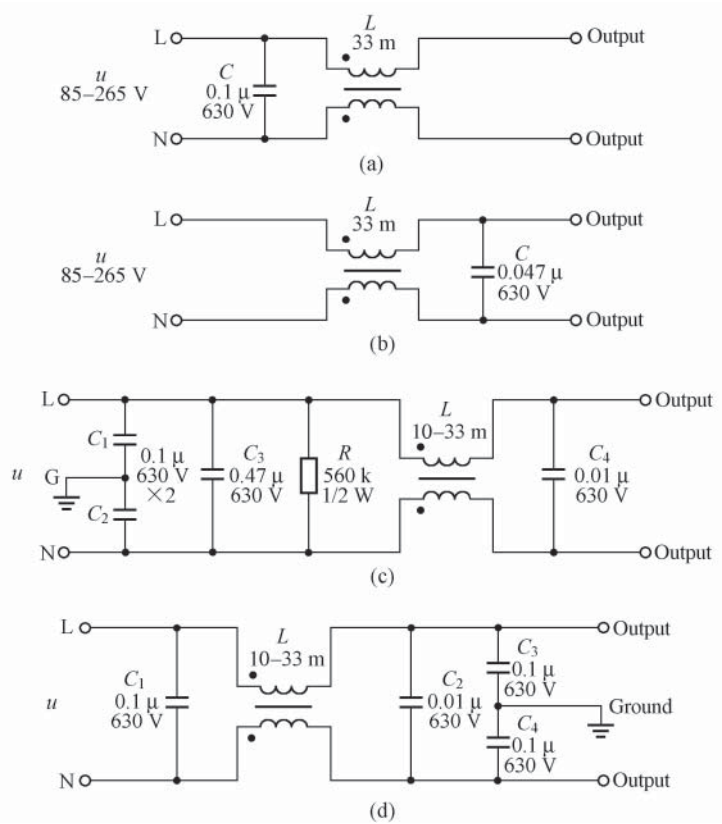 L
33 m
L
Output
u
85–265 V
C
0.1 μ
630 V
N
Output
(a)
L
33 m
L
Output
u
85–265 V
C
0.047 μ
630 V
N
Output
(b)
L
Output
L
10–33 m
C1
0.1 μ
630 V
×2
C3
0.47 μ
630 V
R
560 k
1/2 W
C4
0.01 μ
630 V
u
G
C2
N
Output
(c)
L
Output
L
10–33 m
C1
0.1 μ
630 V
C2
0.01 μ
630 V
C3
0.1 μ
630 V
u
Ground
C4
0.1 μ
630 V
N
Output
(d)